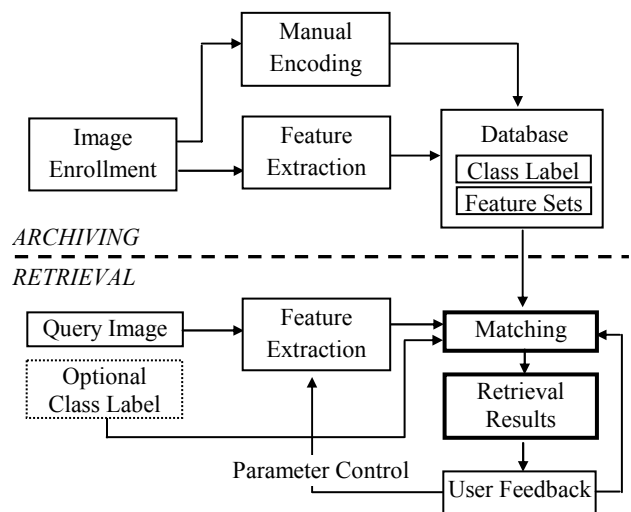 Manual
Encoding
Image
Enrollment
Feature
Extraction
Database
Class Label
Feature Sets
ARCHIVING
RETRIEVAL
Query Image
Feature
Extraction
Matching
Optional
Class Label
Retrieval
Results
Parameter Control
User Feedback